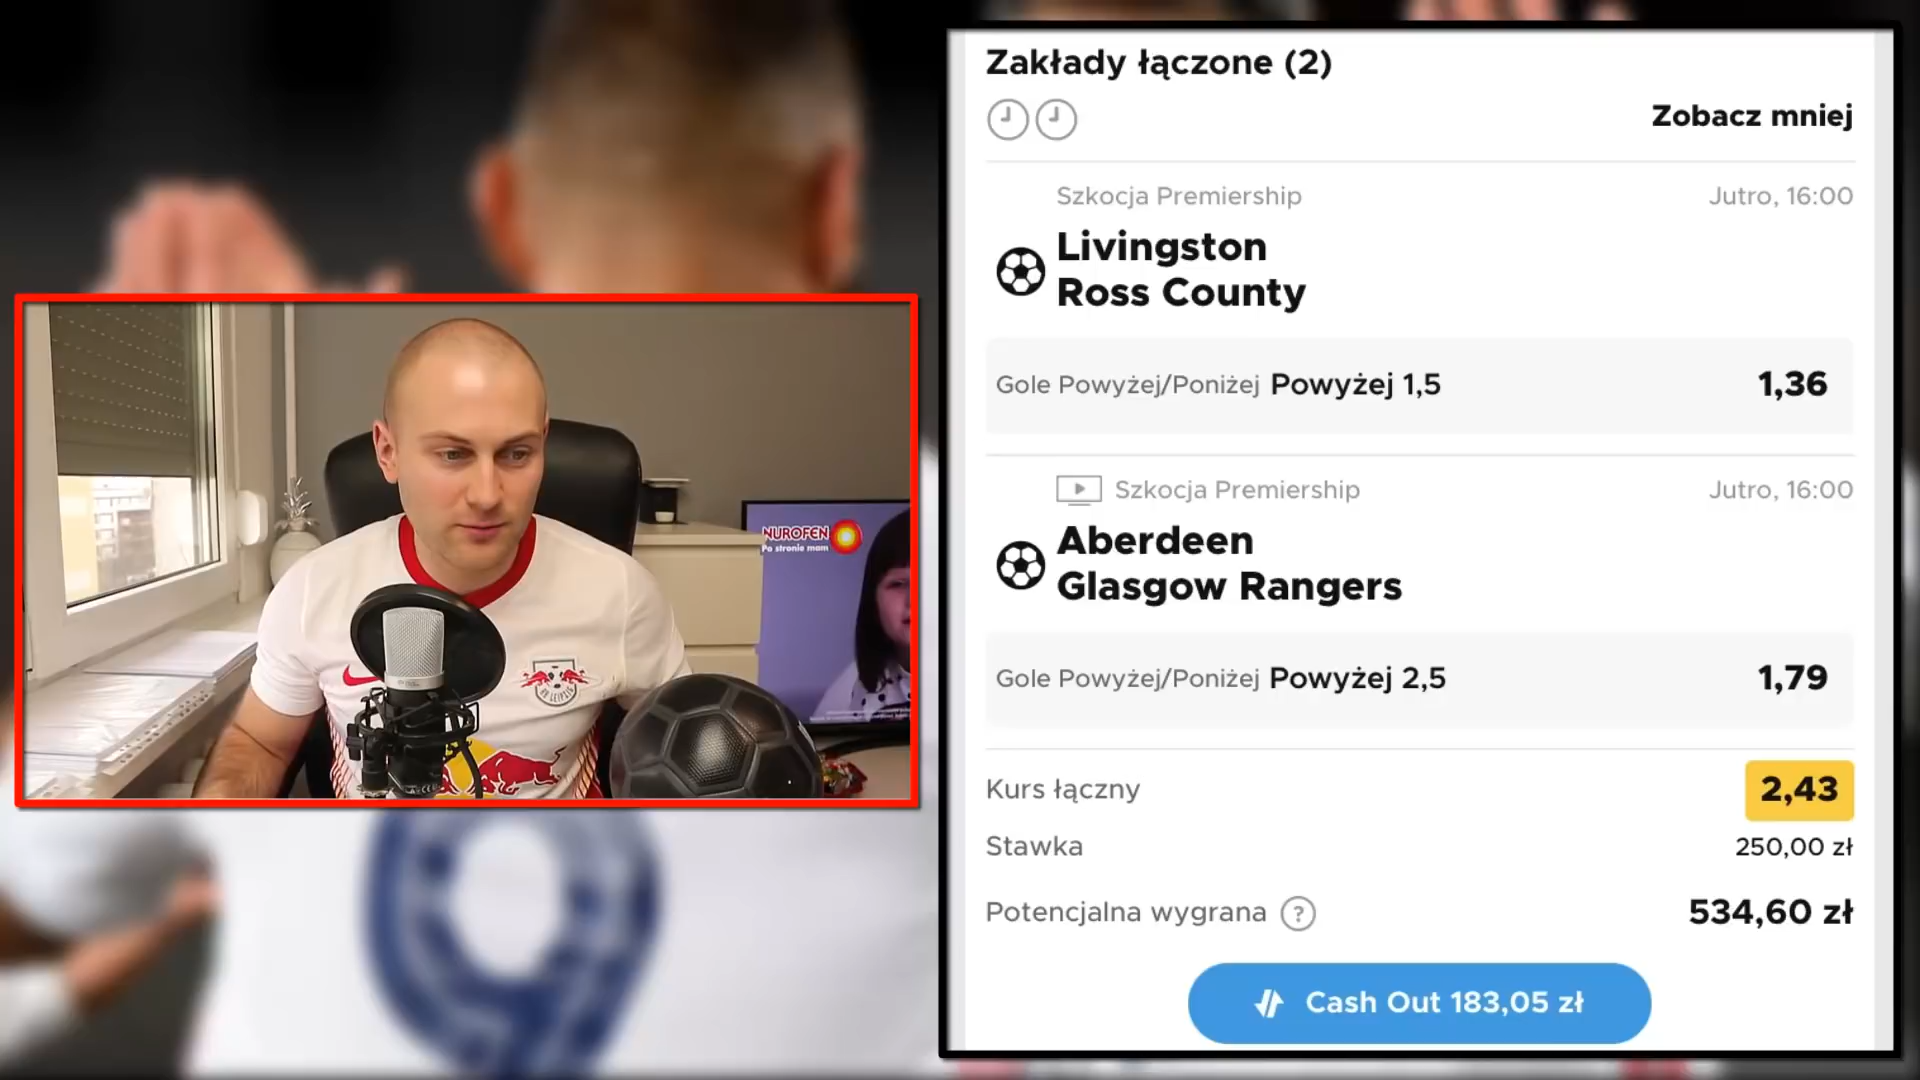 Zakłady łączone (2)
Zobacz mniej
Szkocja Premiership
Jutro, 16:00
Livingston
Ross County
Gole Powyżej/Poniżej Powyżej 1,5
1,36
Szkocja Premiership
Jutro, 16:00
Aberdeen
Glasgow Rangers
Gole Powyżej/Poniżej Powyżej 2,5
1,79
Kurs łączny
2,43
Stawka
250,00 zł
Potencjalna wygrana ?
534,60 zł
Cash Out 183,05 zł
NUROFEN
Po stronie mam
RB LEIPZIG
9